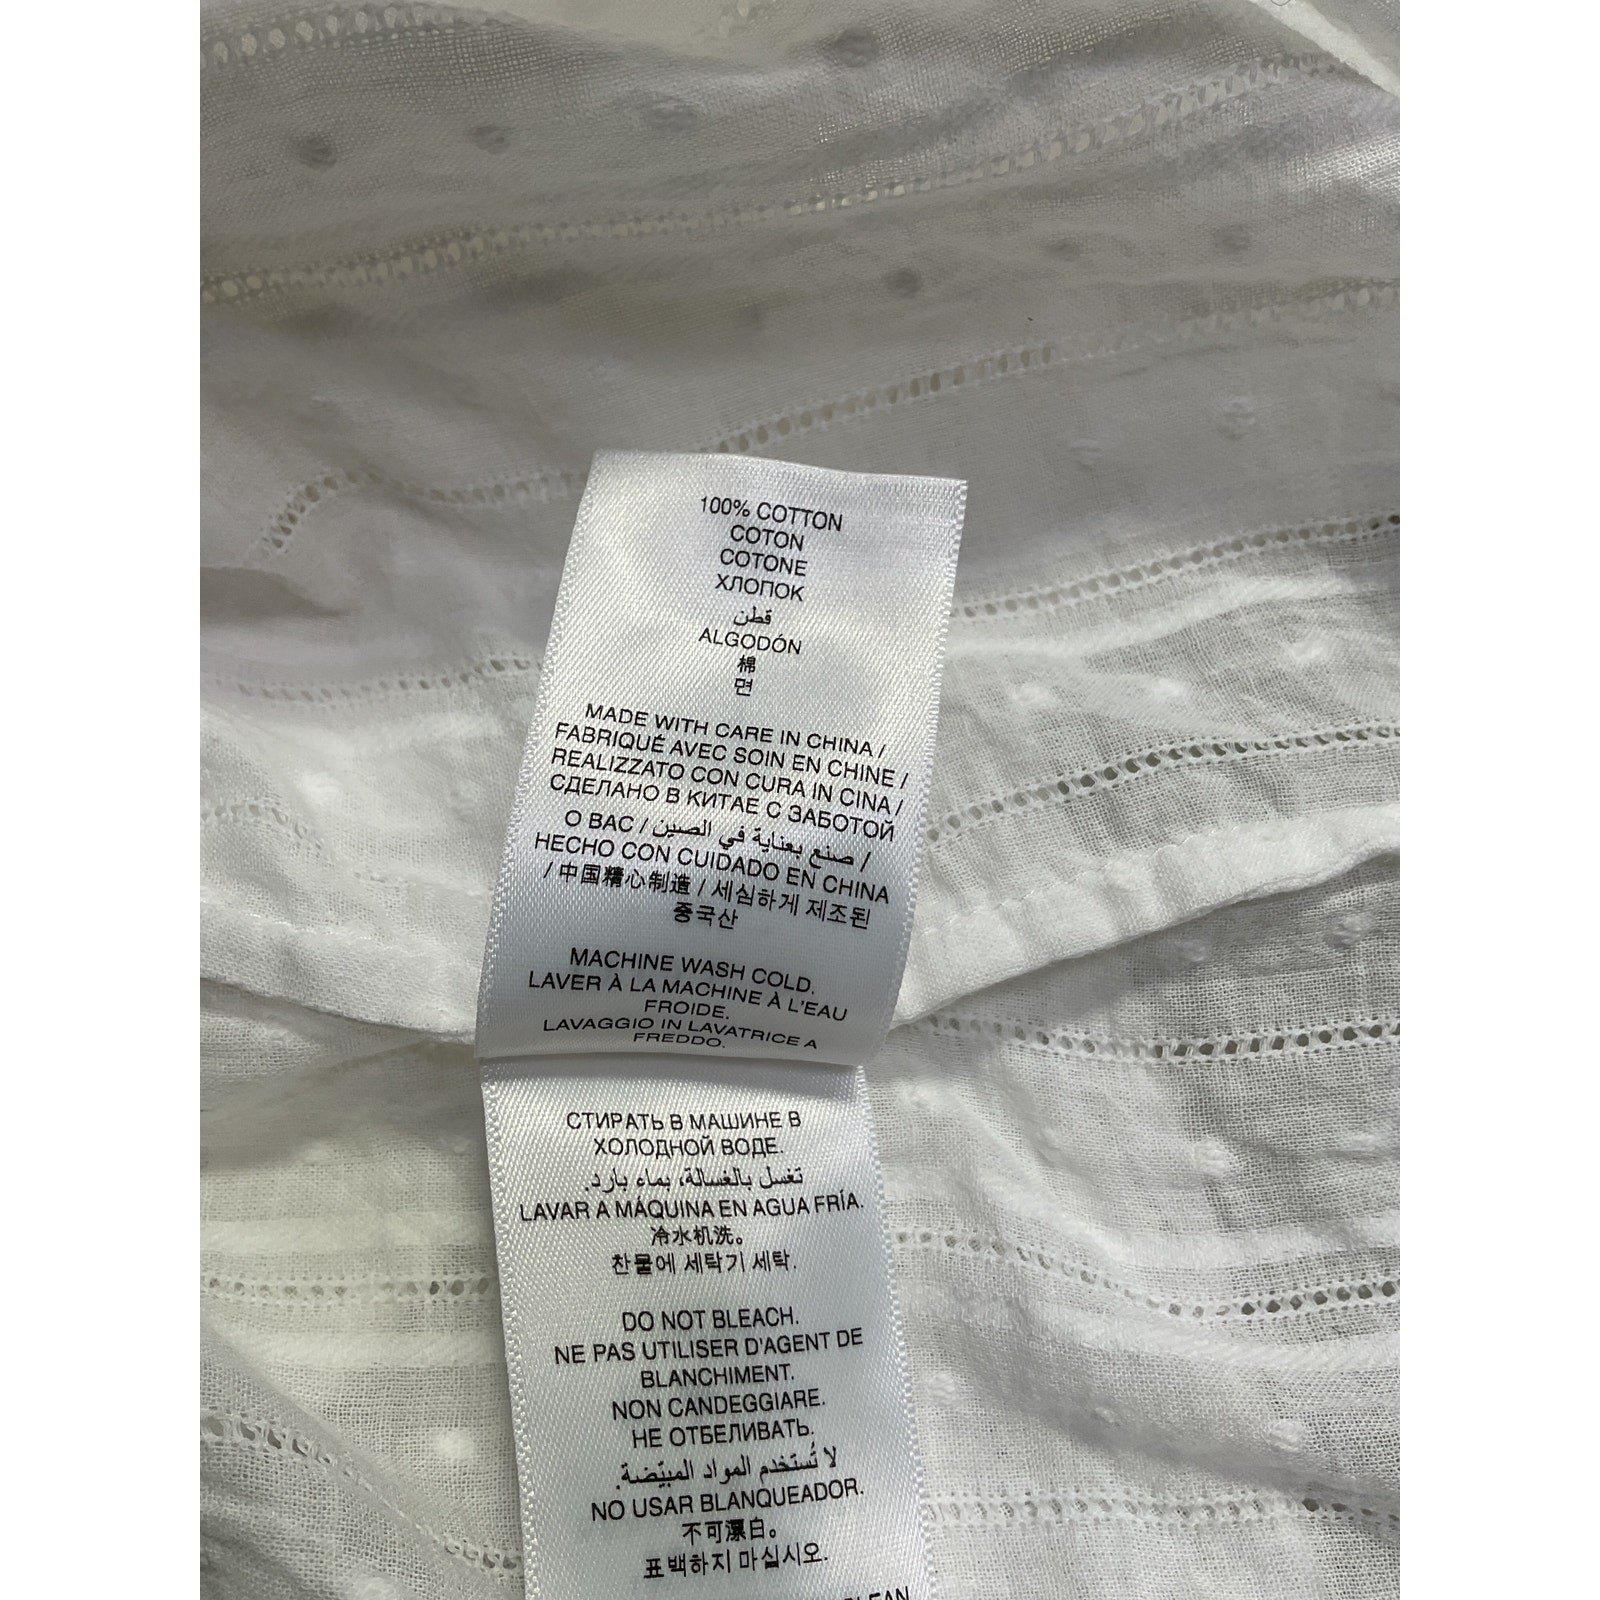 100% COTTON
COTON
COTONE
ХЛОПОК
قطن
ALGODÓN
棉
면
MADE WITH CARE IN CHINA /
FABRIQUÉ AVEC SOIN EN CHINE /
REALIZZATO CON CURA IN CINA /
СДЕЛАНО В КИТАЕ С ЗАБОТОЙ
О ВАС / صنع بعناية في الصين /
HECHO CON CUIDADO EN CHINA
/ 中国精心制造 / 세심하게 제조된
중국산
MACHINE WASH COLD.
LAVER À LA MACHINE À L'EAU
FROIDE.
LAVAGGIO IN LAVATRICE A
FREDDO.
СТИРАТЬ В МАШИНЕ В
ХОЛОДНОЙ ВОДЕ.
تغسل بالغسالة، بماء بارد.
LAVAR A MÁQUINA EN AGUA FRÍA.
冷水机洗。
찬물에 세탁기 세탁.
DO NOT BLEACH.
NE PAS UTILISER D'AGENT DE
BLANCHIMENT.
NON CANDEGGIARE.
НЕ ОТБЕЛИВАТЬ.
لا تُستخدم المواد المبيّضة.
NO USAR BLANQUEADOR.
不可漂白。
표백하지 마십시오.